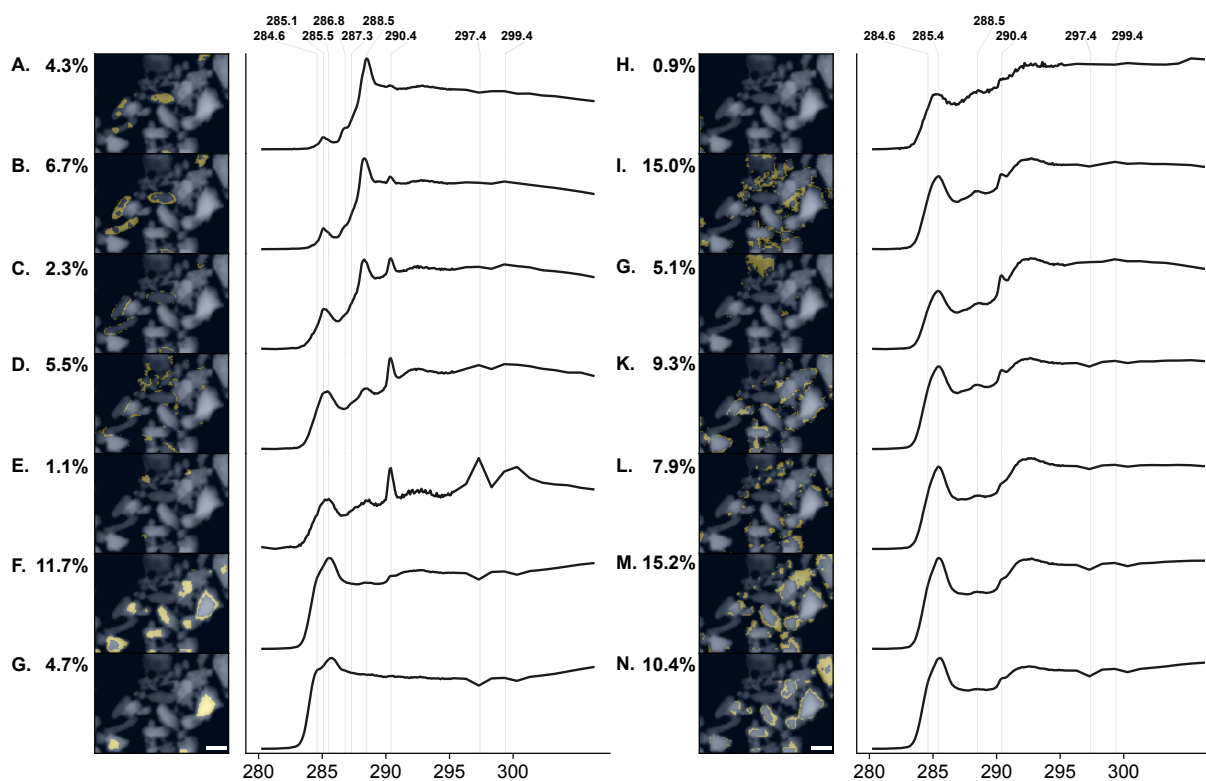 285.1 286.8 288.5
284.6 285.5 287.3 290.4 297.4 299.4
A. 4.3%
B. 6.7%
C. 2.3%
D. 5.5%
E. 1.1%
F. 11.7%
G. 4.7%
280 285 290 295 300
288.5
284.6 285.4 290.4 297.4 299.4
H. 0.9%
I. 15.0%
G. 5.1%
K. 9.3%
L. 7.9%
M. 15.2%
N. 10.4%
280 285 290 295 300